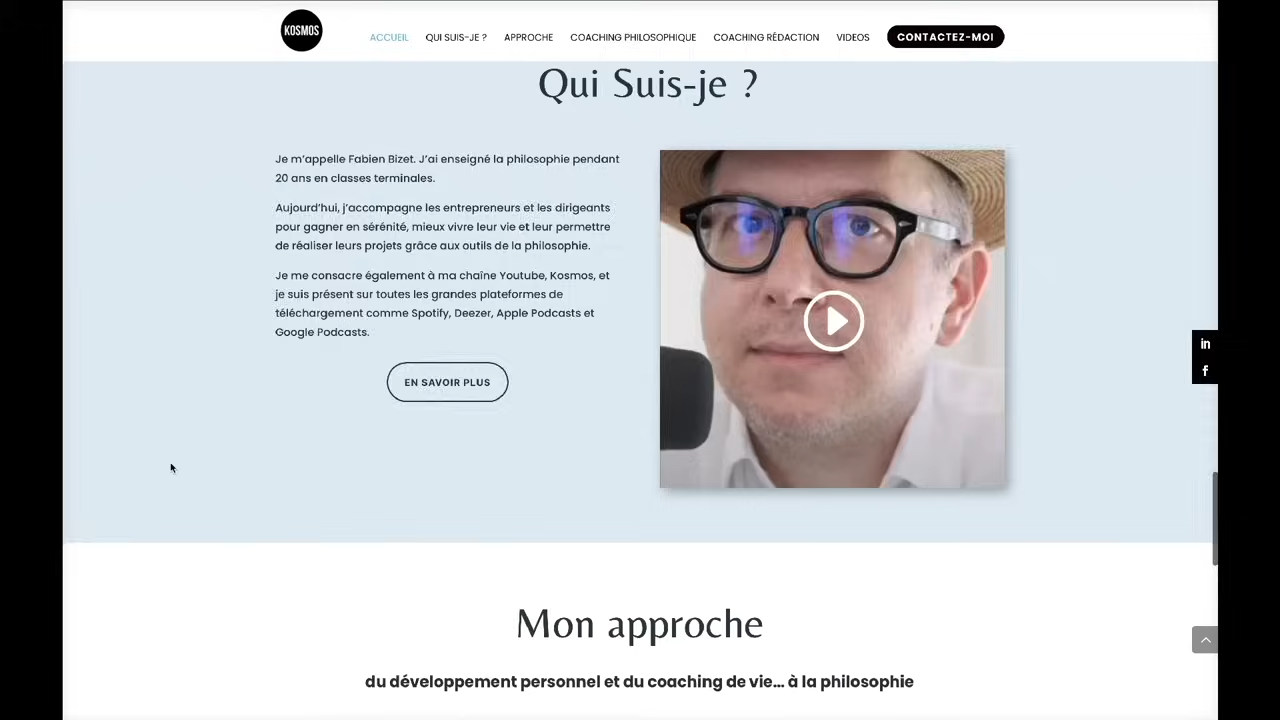 KOSMOS
ACCUEIL QUI SUIS-JE ? APPROCHE COACHING PHILOSOPHIQUE COACHING RÉDACTION VIDEOS CONTACTEZ-MOI
Qui Suis-je ?
Je m’appelle Fabien Bizet. J’ai enseigné la philosophie pendant
20 ans en classes terminales.
Aujourd’hui, j’accompagne les entrepreneurs et les dirigeants
pour gagner en sérénité, mieux vivre leur vie et leur permettre
de réaliser leurs projets grâce aux outils de la philosophie.
Je me consacre également à ma chaîne Youtube, Kosmos, et
je suis présent sur toutes les grandes plateformes de
téléchargement comme Spotify, Deezer, Apple Podcasts et
Google Podcasts.
EN SAVOIR PLUS
in
f
Mon approche
du développement personnel et du coaching de vie... à la philosophie